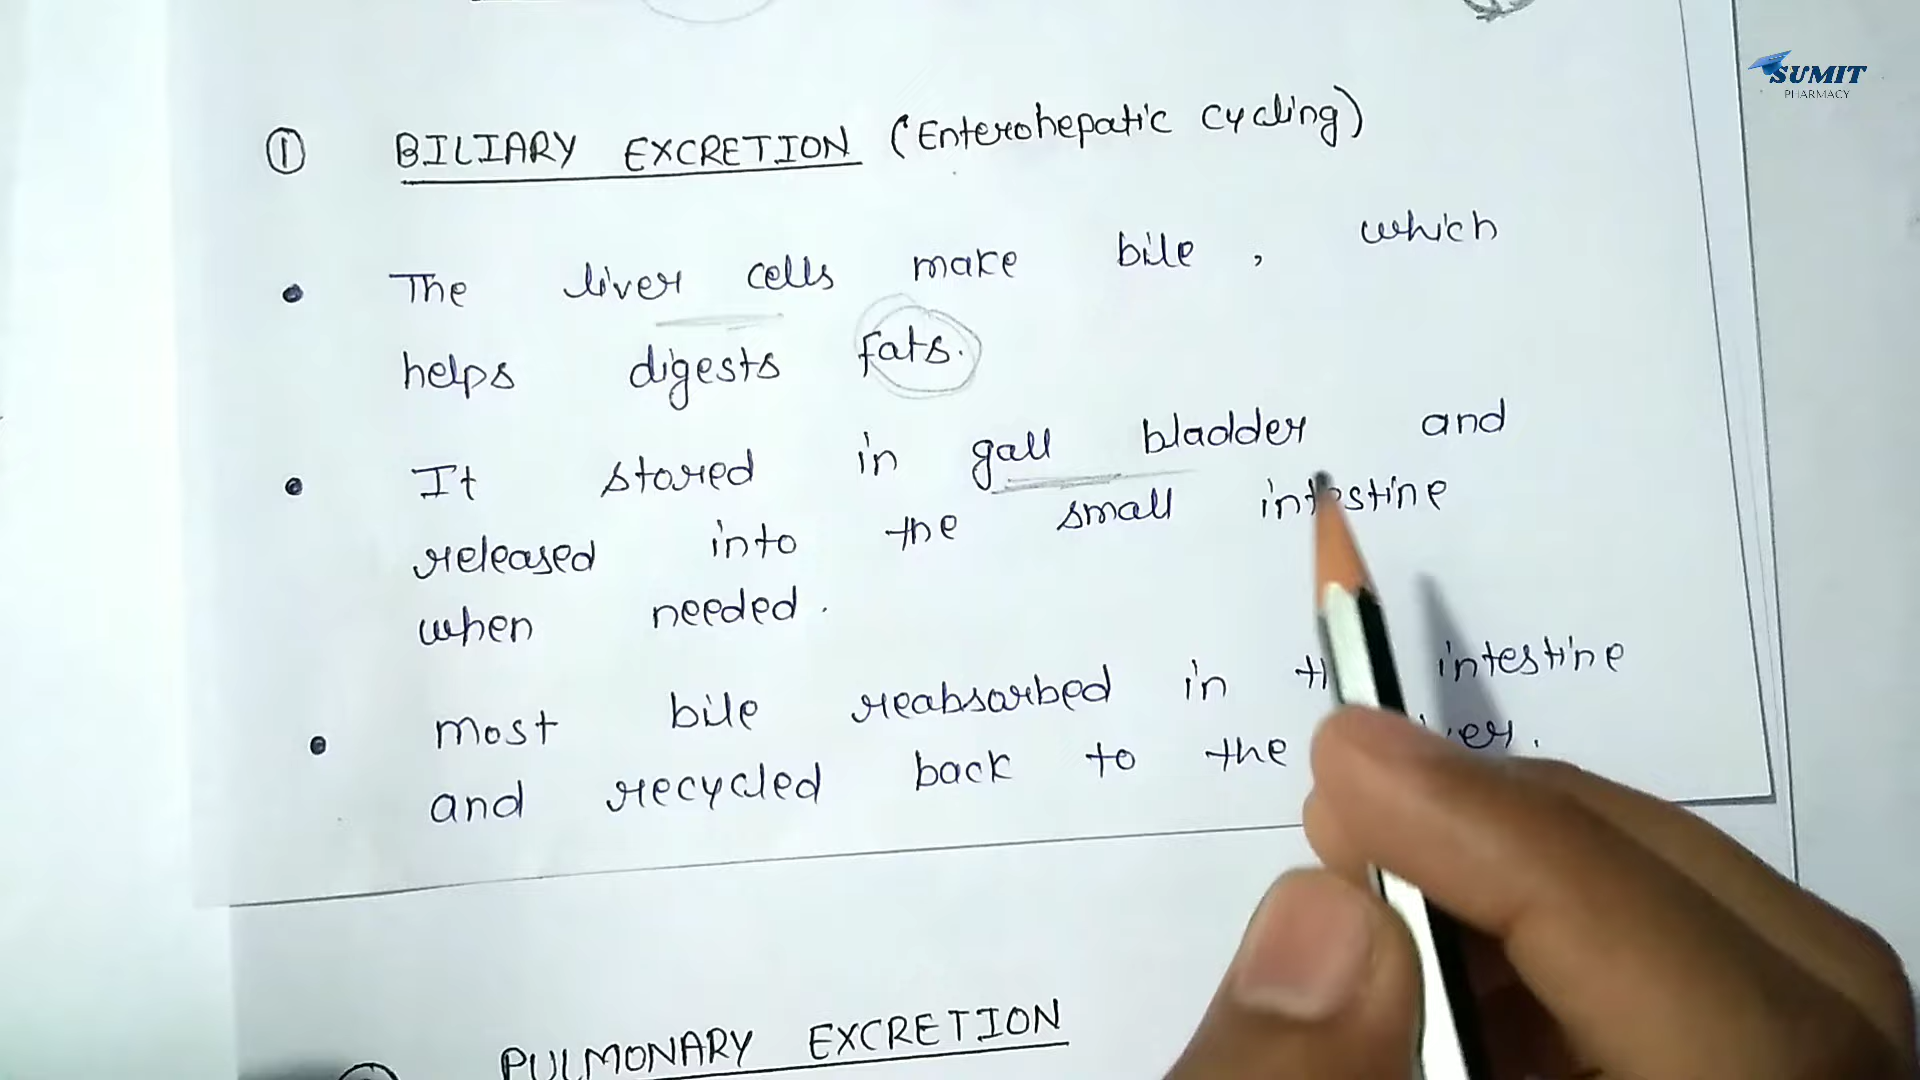 SUMIT
PHARMACY
① BILIARY EXCRETION (Enterohepatic cycling)
• The liver cells make bile, which
helps digests fats.
• It stored in gall bladder and
released into the small intestine
when needed.
• most bile reabsorbed in intestine
and recycled back to the
PULMONARY EXCRETION